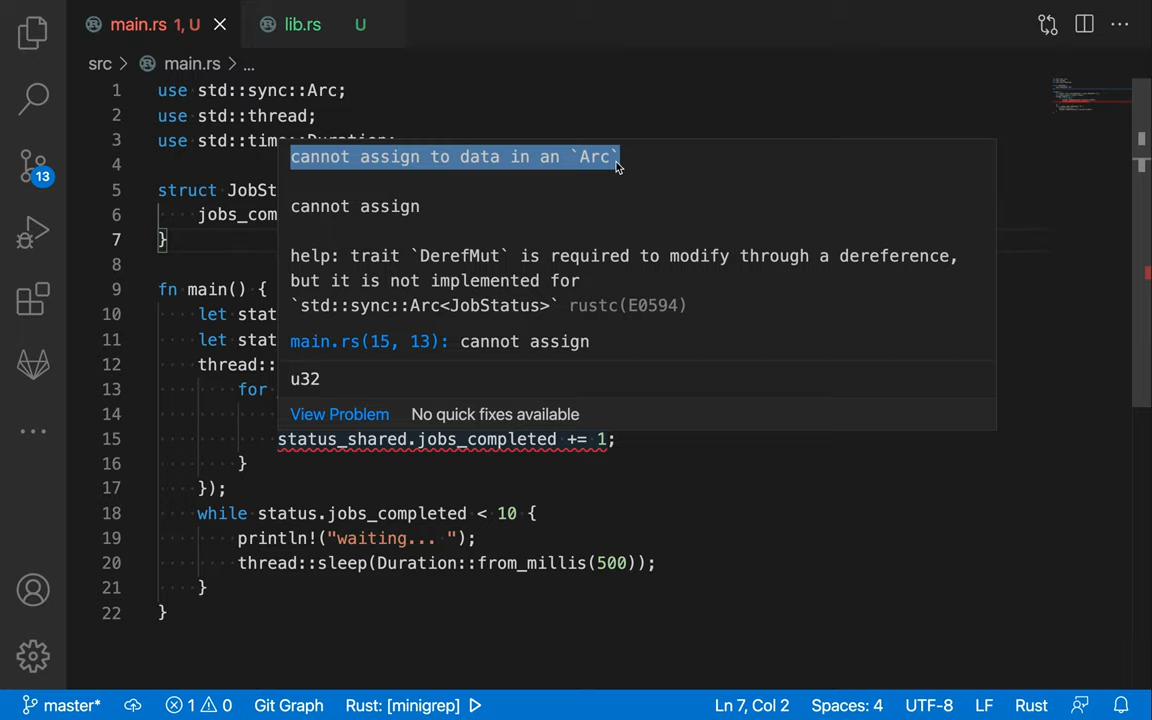 main.rs 1, U
lib.rs U
src > main.rs > ...
1 use std::sync::Arc;
2 use std::thread;
3 use std::time::Duration;
cannot assign to data in an `Arc`
4
5 struct JobSt
cannot assign
6 jobs_com
7 }
help: trait `DerefMut` is required to modify through a dereference,
8
but it is not implemented for
9 fn main() {
`std::sync::Arc<JobStatus>` rustc(E0594)
10 let stat
11 let stat
main.rs(15, 13): cannot assign
12 thread::
u32
13 for
14
View Problem No quick fixes available
15 status_shared.jobs_completed += 1;
16 }
17 });
18 while status.jobs_completed < 10 {
19 println!("waiting... ");
20 thread::sleep(Duration::from_millis(500));
21 }
22 }
13
master* 1 0 Git Graph Rust: [minigrep] Ln 7, Col 2 Spaces: 4 UTF-8 LF Rust